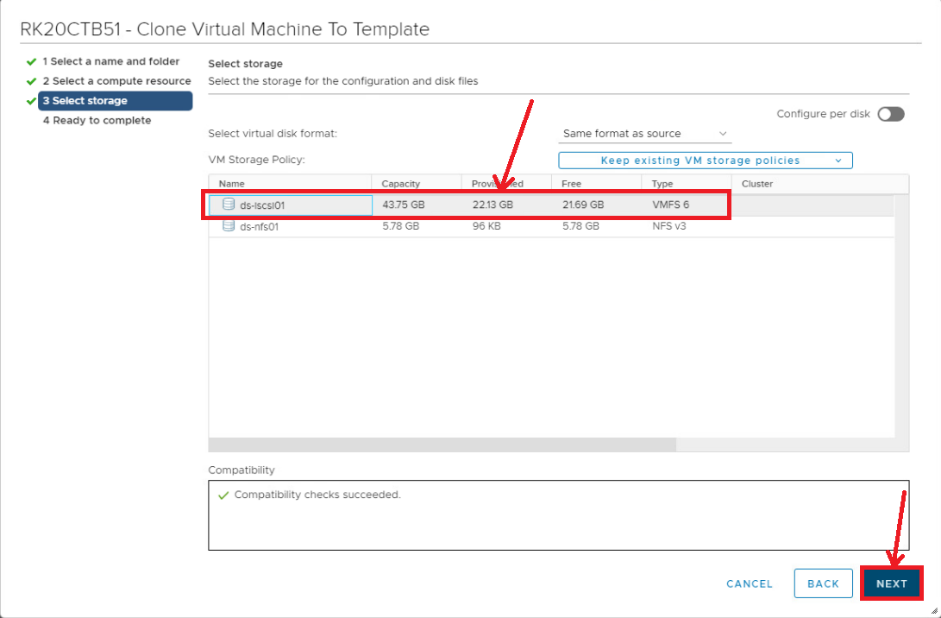 RK20CTB51 - Clone Virtual Machine To Template
1 Select a name and folder
2 Select a compute resource
3 Select storage
4 Ready to complete
Select storage
Select the storage for the configuration and disk files
Configure per disk
Select virtual disk format: Same format as source
VM Storage Policy: Keep existing VM storage policies
Name Capacity Free Type Cluster
ds-iscsi01 43.75 GB 22.13 GB 21.69 GB VMFS 6
ds-nfs01 5.78 GB 96 KB 5.78 GB NFS v3
Compatibility
Compatibility checks succeeded.
CANCEL BACK NEXT